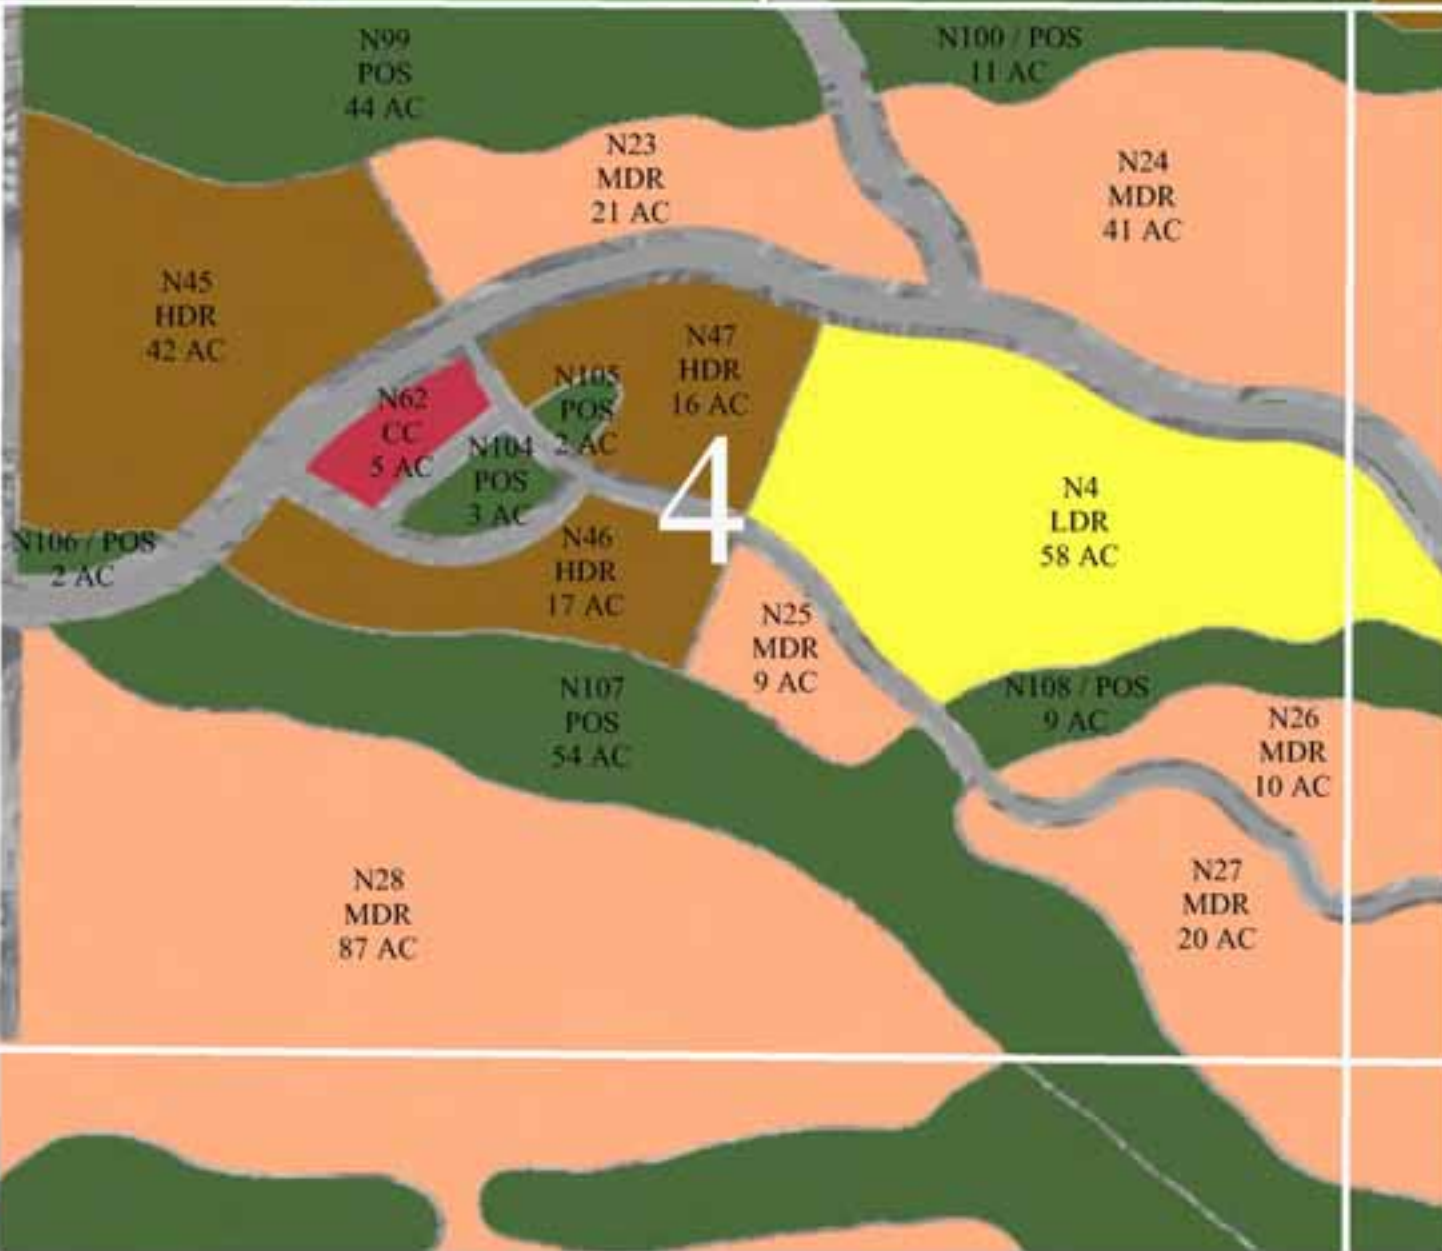 N99
POS
44 AC
N100 / POS
11 AC
N23
MDR
21 AC
N24
MDR
41 AC
N45
HDR
42 AC
N47
HDR
16 AC
N105
POS
2 AC
N62
CC
5 AC
N104
POS
3 AC
4
N4
LDR
58 AC
N106 / POS
2 AC
N46
HDR
17 AC
N25
MDR
9 AC
N107
POS
54 AC
N108 / POS
9 AC
N26
MDR
10 AC
N28
MDR
87 AC
N27
MDR
20 AC